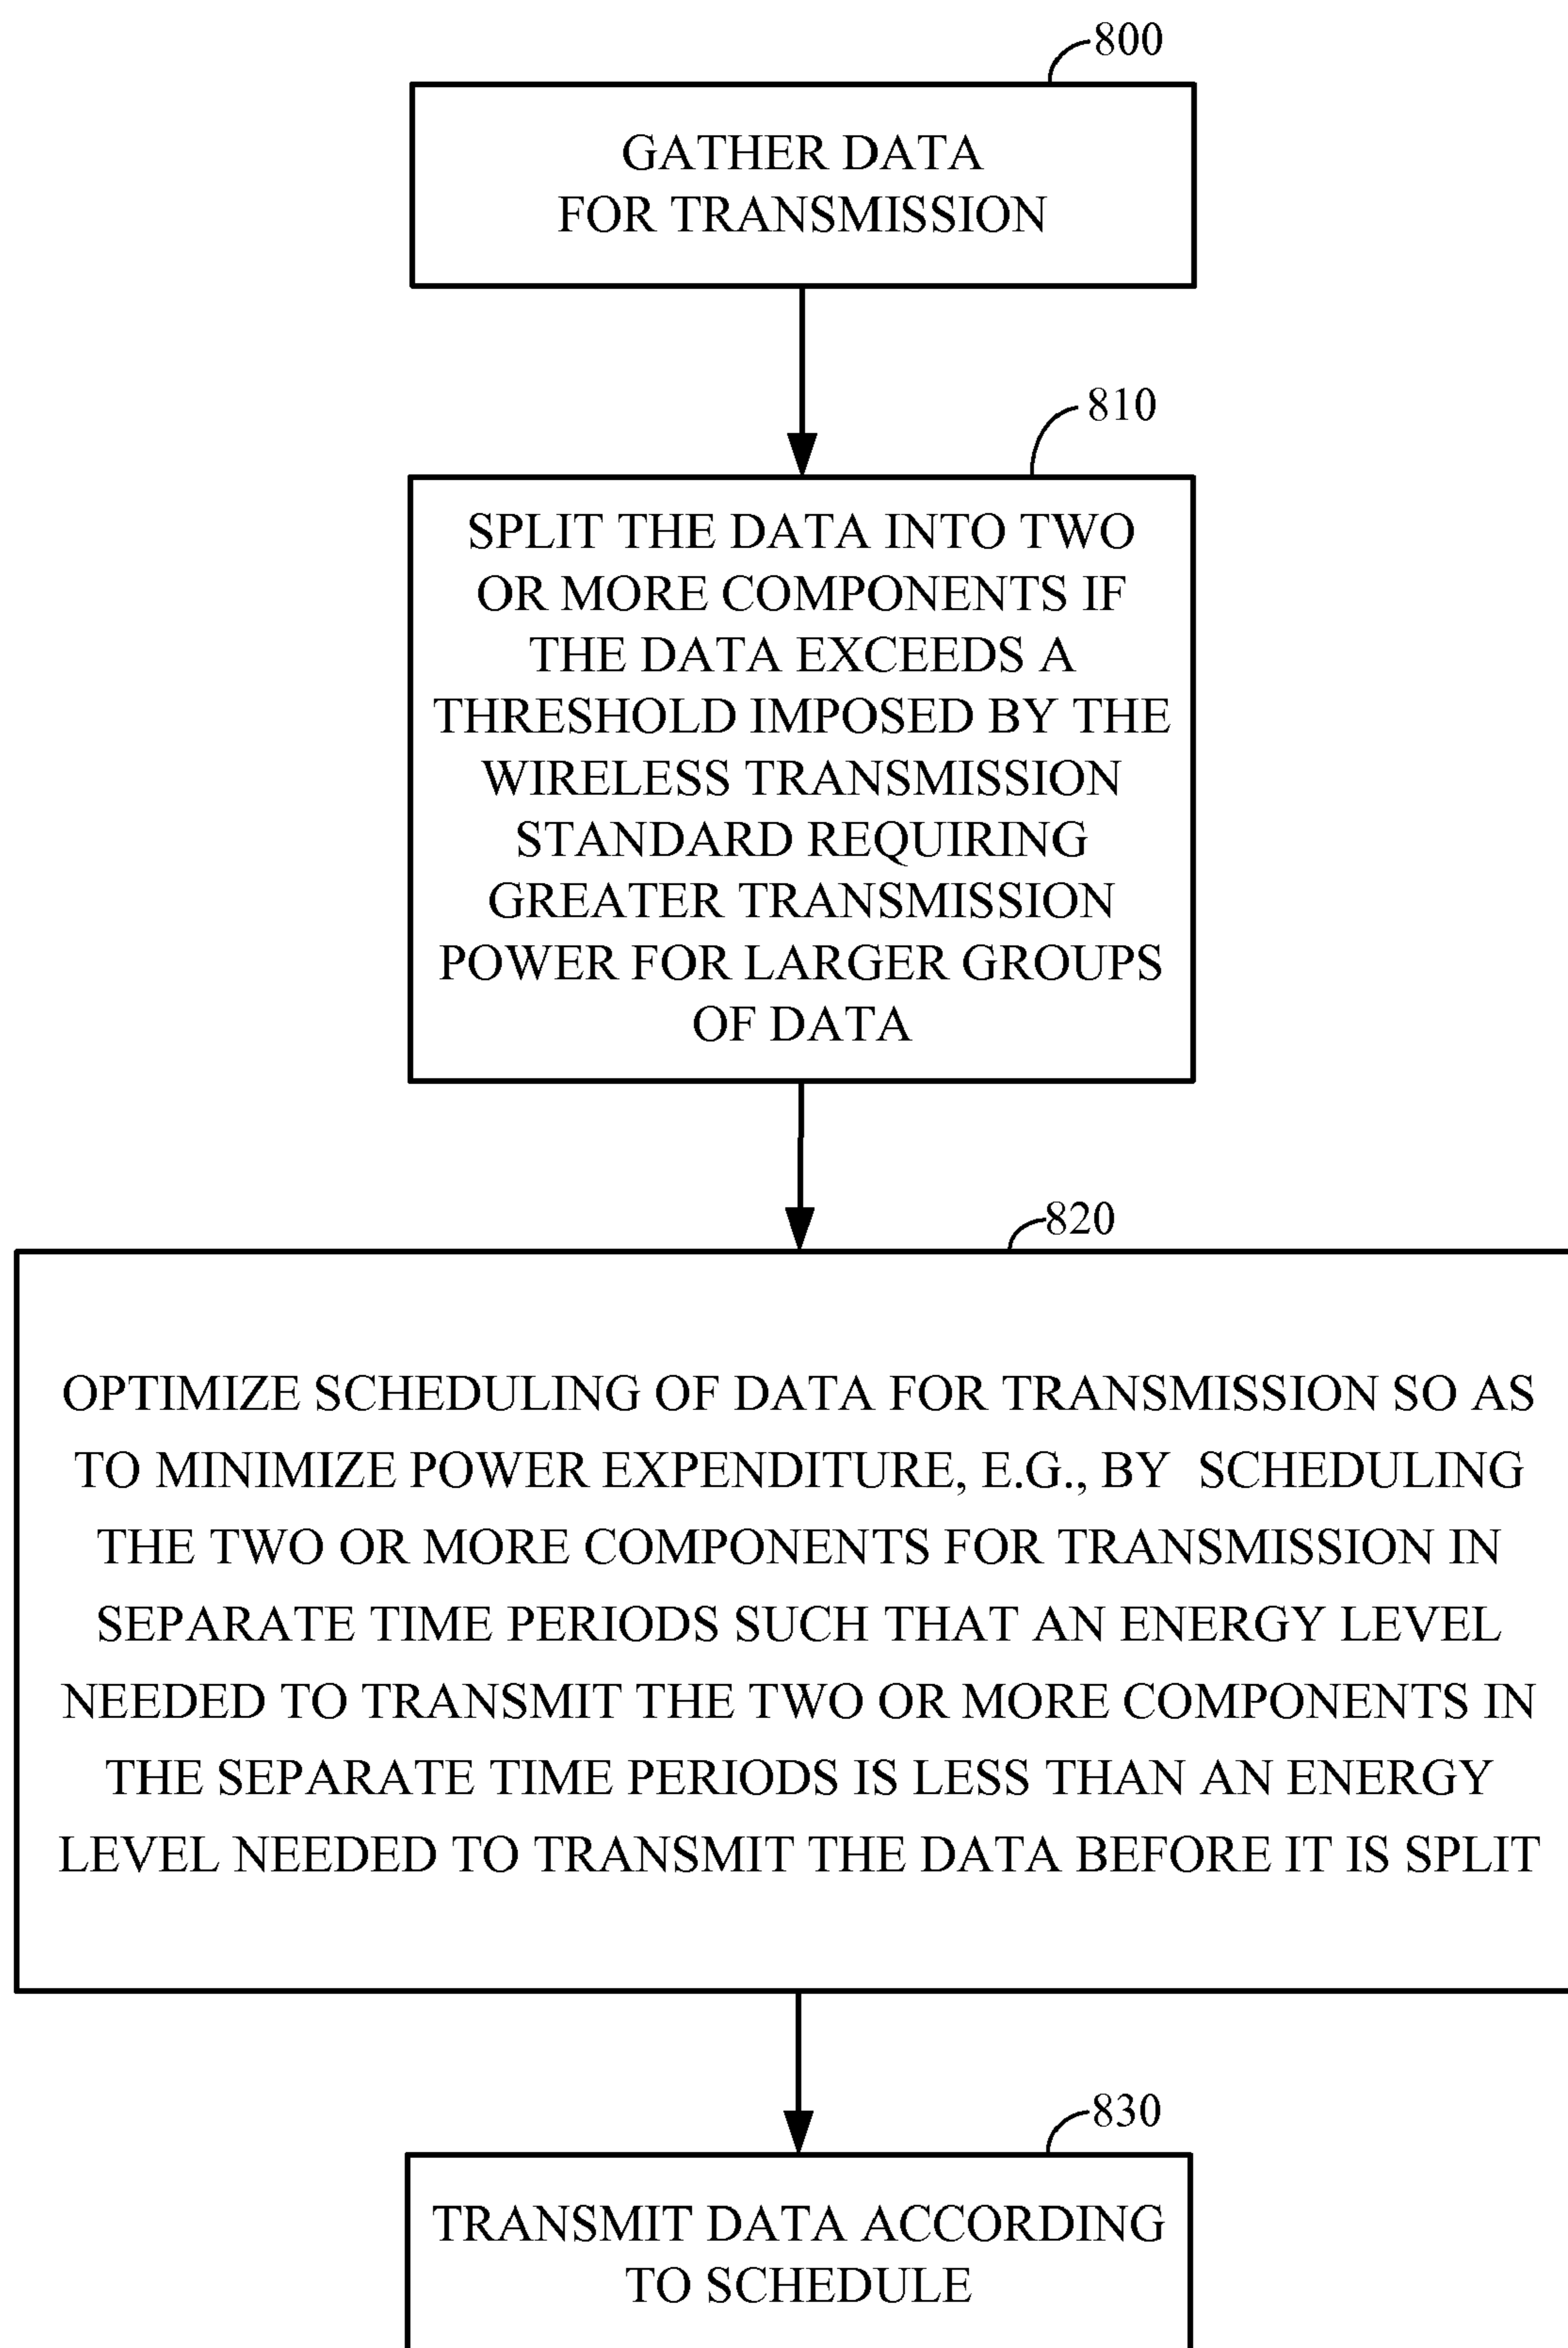 800
GATHER DATA
FOR TRANSMISSION
810
SPLIT THE DATA INTO TWO
OR MORE COMPONENTS IF
THE DATA EXCEEDS A
THRESHOLD IMPOSED BY THE
WIRELESS TRANSMISSION
STANDARD REQUIRING
GREATER TRANSMISSION
POWER FOR LARGER GROUPS
OF DATA
820
OPTIMIZE SCHEDULING OF DATA FOR TRANSMISSION SO AS
TO MINIMIZE POWER EXPENDITURE, E.G., BY SCHEDULING
THE TWO OR MORE COMPONENTS FOR TRANSMISSION IN
SEPARATE TIME PERIODS SUCH THAT AN ENERGY LEVEL
NEEDED TO TRANSMIT THE TWO OR MORE COMPONENTS IN
THE SEPARATE TIME PERIODS IS LESS THAN AN ENERGY
LEVEL NEEDED TO TRANSMIT THE DATA BEFORE IT IS SPLIT
830
TRANSMIT DATA ACCORDING
TO SCHEDULE